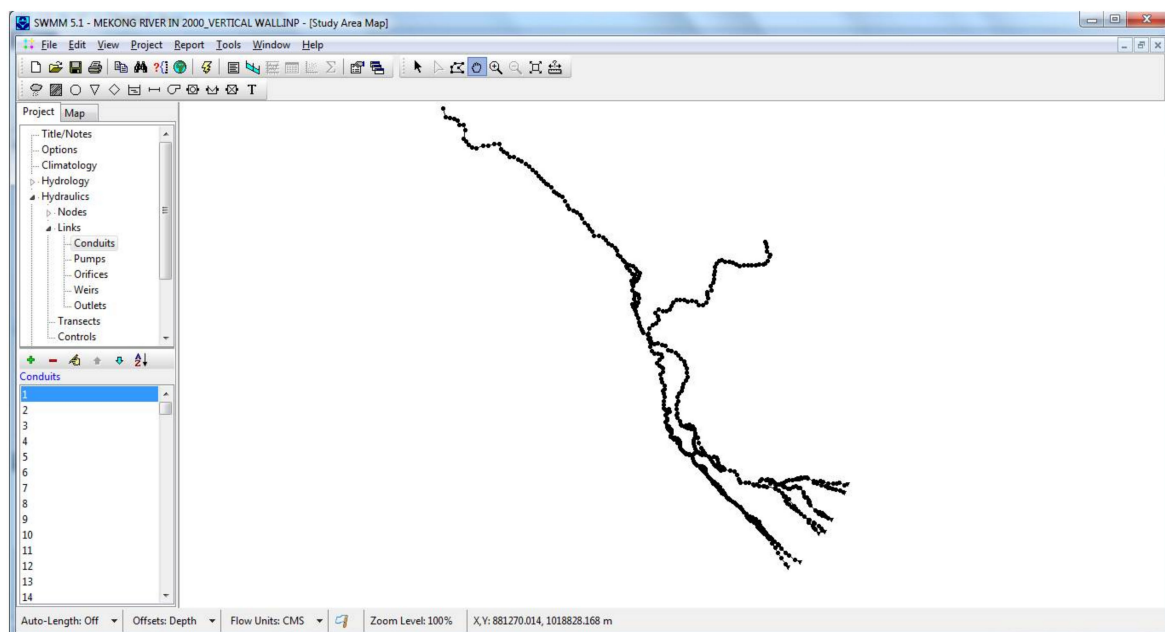 SWMM 5.1 - MEKONG RIVER IN 2000_VERTICAL WALL.INP - [Study Area Map]
File Edit View Project Report Tools Window Help
T
Project Map
Title/Notes
Options
Climatology
Hydrology
Hydraulics
Nodes
Links
Conduits
Pumps
Orifices
Weirs
Outlets
Transects
Controls
Conduits
1
2
3
4
5
6
7
8
9
10
11
12
13
14
Auto-Length: Off Offsets: Depth Flow Units: CMS Zoom Level: 100% X,Y: 881270.014, 1018828.168 m